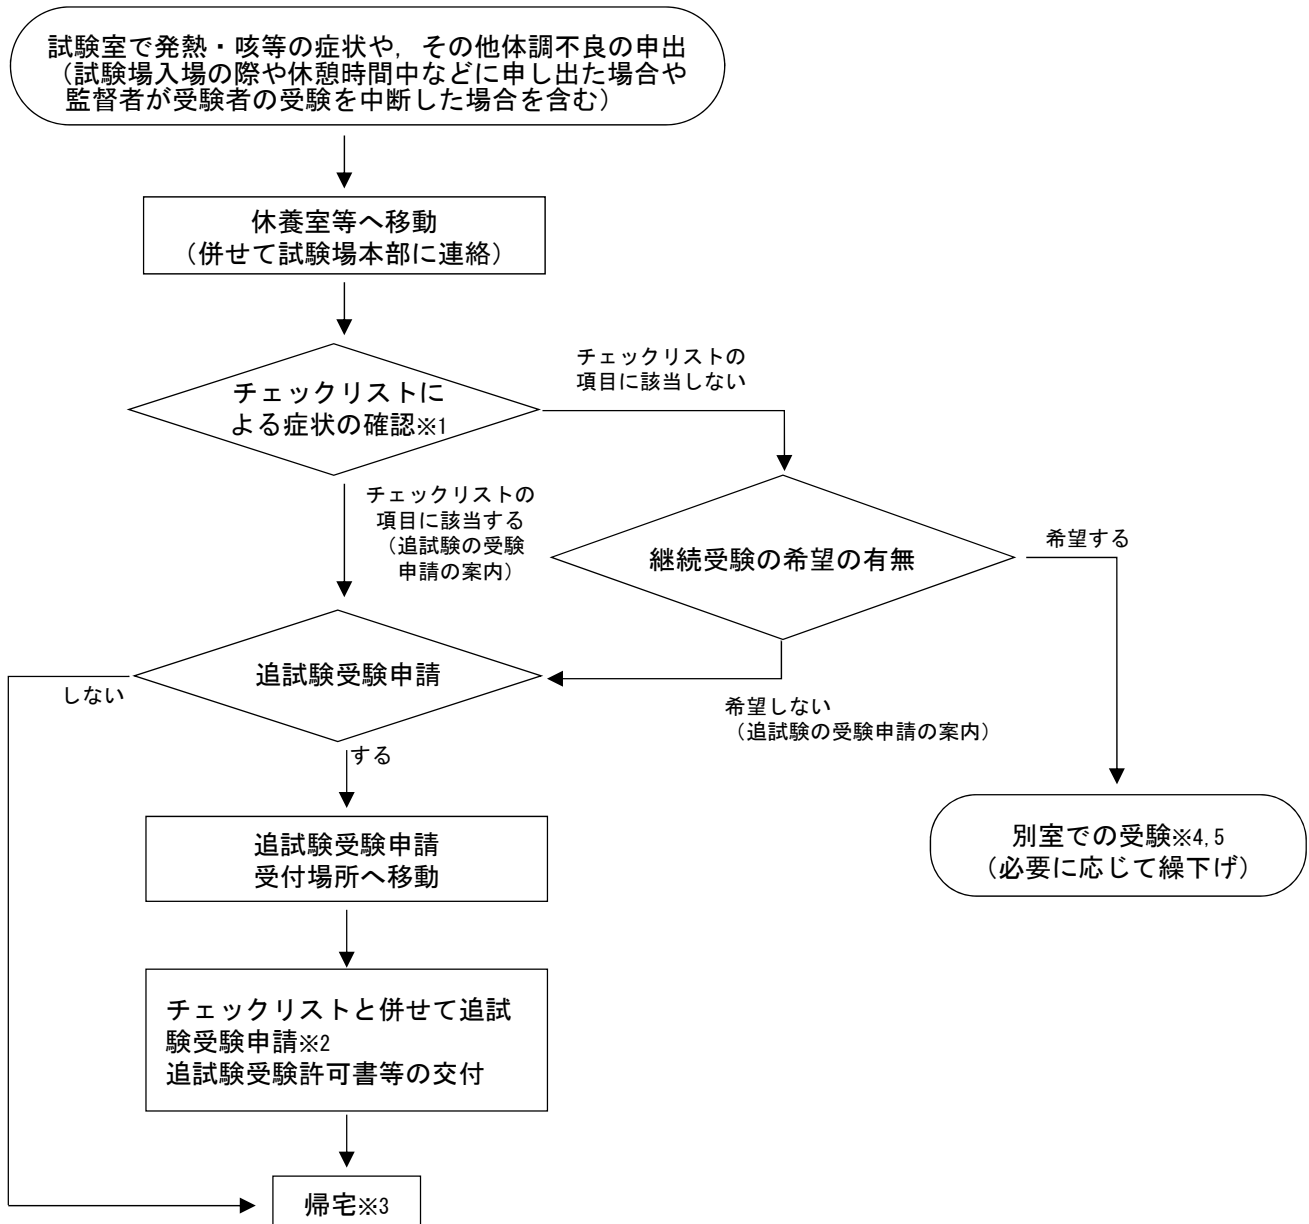 試験室で発熱・咳等の症状や，その他体調不良の申出
（試験場入場の際や休憩時間中などに申し出た場合や
監督者が受験者の受験を中断した場合を含む）
休養室等へ移動
（併せて試験場本部に連絡）
チェックリストに
よる症状の確認※1
チェックリストの
項目に該当しない
チェックリストの
項目に該当する
（追試験の受験
申請の案内）
継続受験の希望の有無
希望する
追試験受験申請
しない
希望しない
（追試験の受験申請の案内）
する
追試験受験申請
受付場所へ移動
別室での受験※4,5
（必要に応じて繰下げ）
チェックリストと併せて追試
験受験申請※2
追試験受験許可書等の交付
帰宅※3